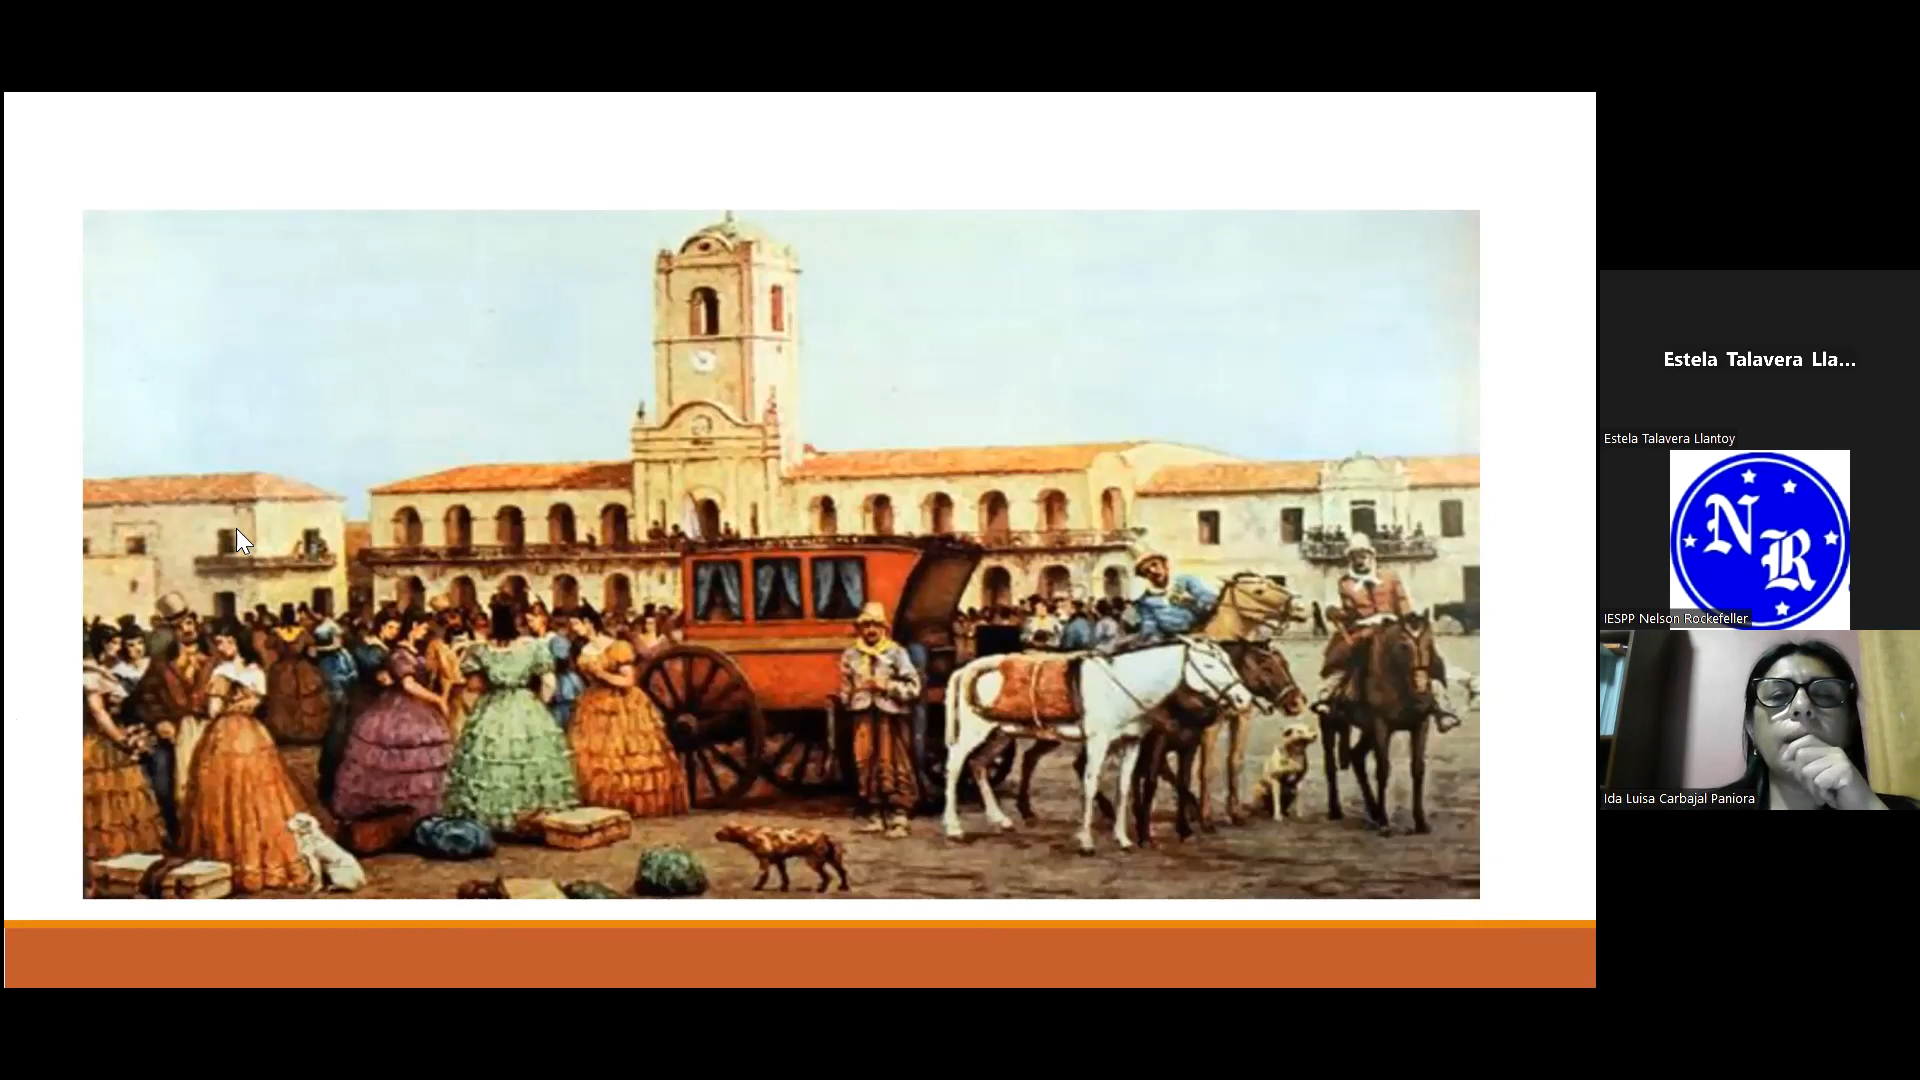 Estela Talavera Lla...
Estela Talavera Llantoy
NR
IESPP Nelson Rockefeller
Ida Luisa Carbajal Paniora